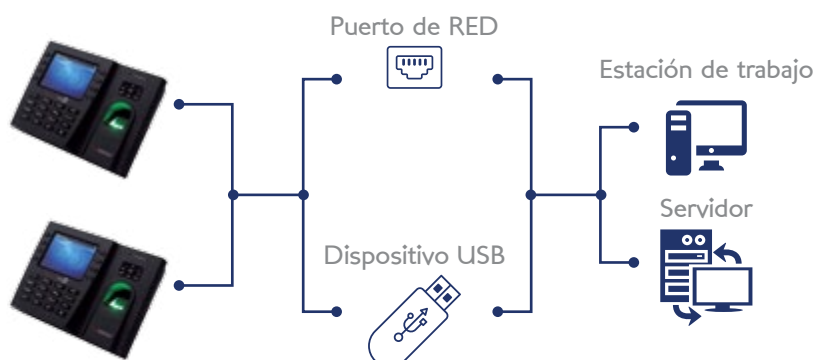 Puerto de RED
Estación de trabajo
Servidor
Dispositivo USB